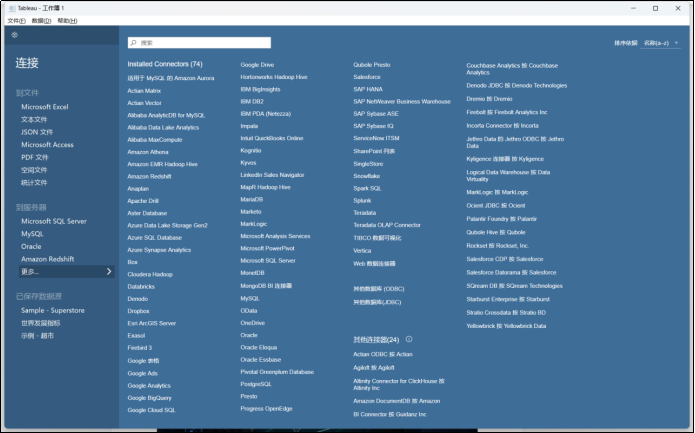 Tableau - 工作簿 1
文件(F) 数据(D) 帮助(H)
连接
到文件
Microsoft Excel
文本文件
JSON 文件
Microsoft Access
PDF 文件
空间文件
统计文件
到服务器
Microsoft SQL Server
MySQL
Oracle
Amazon Redshift
更多...
已保存数据源
Sample - Superstore
世界发展指标
示例 - 超市
搜索
排序依据 名称(a-z)
Installed Connectors (74)
适用于 MySQL 的 Amazon Aurora
Actian Matrix
Actian Vector
Alibaba AnalyticDB for MySQL
Alibaba Data Lake Analytics
Alibaba MaxCompute
Amazon Athena
Amazon EMR Hadoop Hive
Amazon Redshift
Anaplan
Apache Drill
Aster Database
Azure Data Lake Storage Gen2
Azure SQL Database
Azure Synapse Analytics
Box
Cloudera Hadoop
Databricks
Denodo
Dropbox
Esri ArcGIS Server
Exasol
Firebird 3
Google 表格
Google Ads
Google Analytics
Google BigQuery
Google Cloud SQL
Google Drive
Hortonworks Hadoop Hive
IBM BigInsights
IBM DB2
IBM PDA (Netezza)
Impala
Intuit QuickBooks Online
Kognitio
Kyvos
LinkedIn Sales Navigator
MapR Hadoop Hive
MariaDB
Marketo
MarkLogic
Microsoft Analysis Services
Microsoft PowerPivot
Microsoft SQL Server
MonetDB
MongoDB BI 连接器
MySQL
OData
OneDrive
Oracle
Oracle Eloqua
Oracle Essbase
Pivotal Greenplum Database
PostgreSQL
Presto
Progress OpenEdge
Qubole Presto
Salesforce
SAP HANA
SAP NetWeaver Business Warehouse
SAP Sybase ASE
SAP Sybase IQ
ServiceNow ITSM
SharePoint 列表
SingleStore
Snowflake
Spark SQL
Splunk
Teradata
Teradata OLAP Connector
TIBCO 数据可视化
Vertica
Web 数据连接器
其他数据库 (ODBC)
其他数据库(JDBC)
其他连接器(24)
Actian ODBC 按 Actian
Agiloft 按 Agiloft
Altinity Connector for ClickHouse 按
Altinity Inc
Amazon DocumentDB 按 Amazon
BI Connector 按 Guidanz Inc
Couchbase Analytics 按 Couchbase
Analytics
Denodo JDBC 按 Denodo Technologies
Dremio 按 Dremio
Firebolt 按 Firebolt Analytics Inc
Incorta Connector 按 Incorta
Jethro Data 的 Jethro ODBC 按 Jethro
Data
Kyligence 连接器 按 Kyligence
Logical Data Warehouse 按 Data
Virtuality
MarkLogic 按 MarkLogic
Ocient JDBC 按 Ocient
Palantir Foundry 按 Palantir
Qubole Hive 按 Qubole
Rockset 按 Rockset, Inc.
Salesforce CDP 按 Salesforce
Salesforce Datorama 按 Salesforce
SQream DB 按 SQream Technologies
Starburst Enterprise 按 Starburst
Stratio Crossdata 按 Stratio BD
Yellowbrick 按 Yellowbrick Data